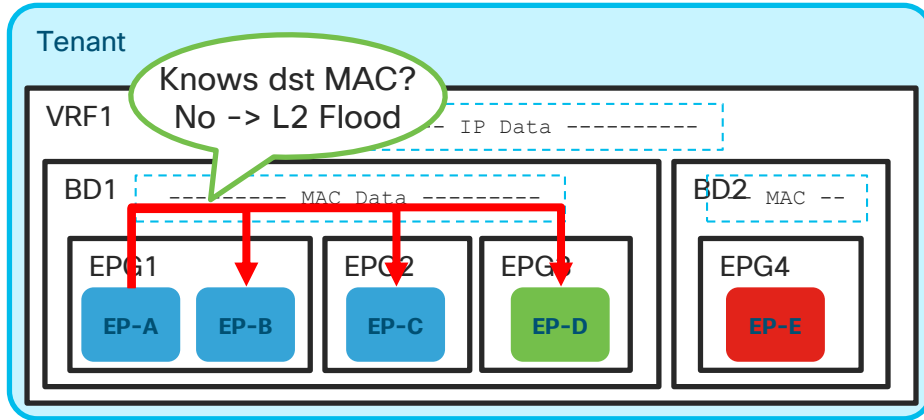 Tenant
Knows dst MAC?
No -> L2 Flood
VRF1
-- IP Data ----------
BD1
--------- MAC Data ---------
BD2
-- MAC --
EPG1
EPG2
EPG3
EPG4
EP-A
EP-B
EP-C
EP-D
EP-E